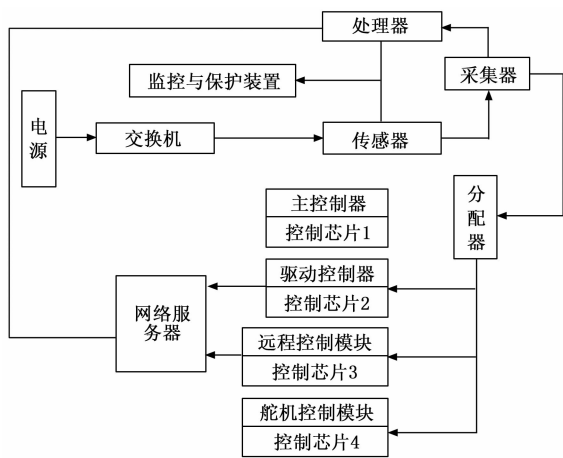 处理器
监控与保护装置
采集器
电
源
交换机
传感器
分
配
器
主控制器
控制芯片1
驱动控制器
控制芯片2
网络服
务器
远程控制模块
控制芯片3
舵机控制模块
控制芯片4